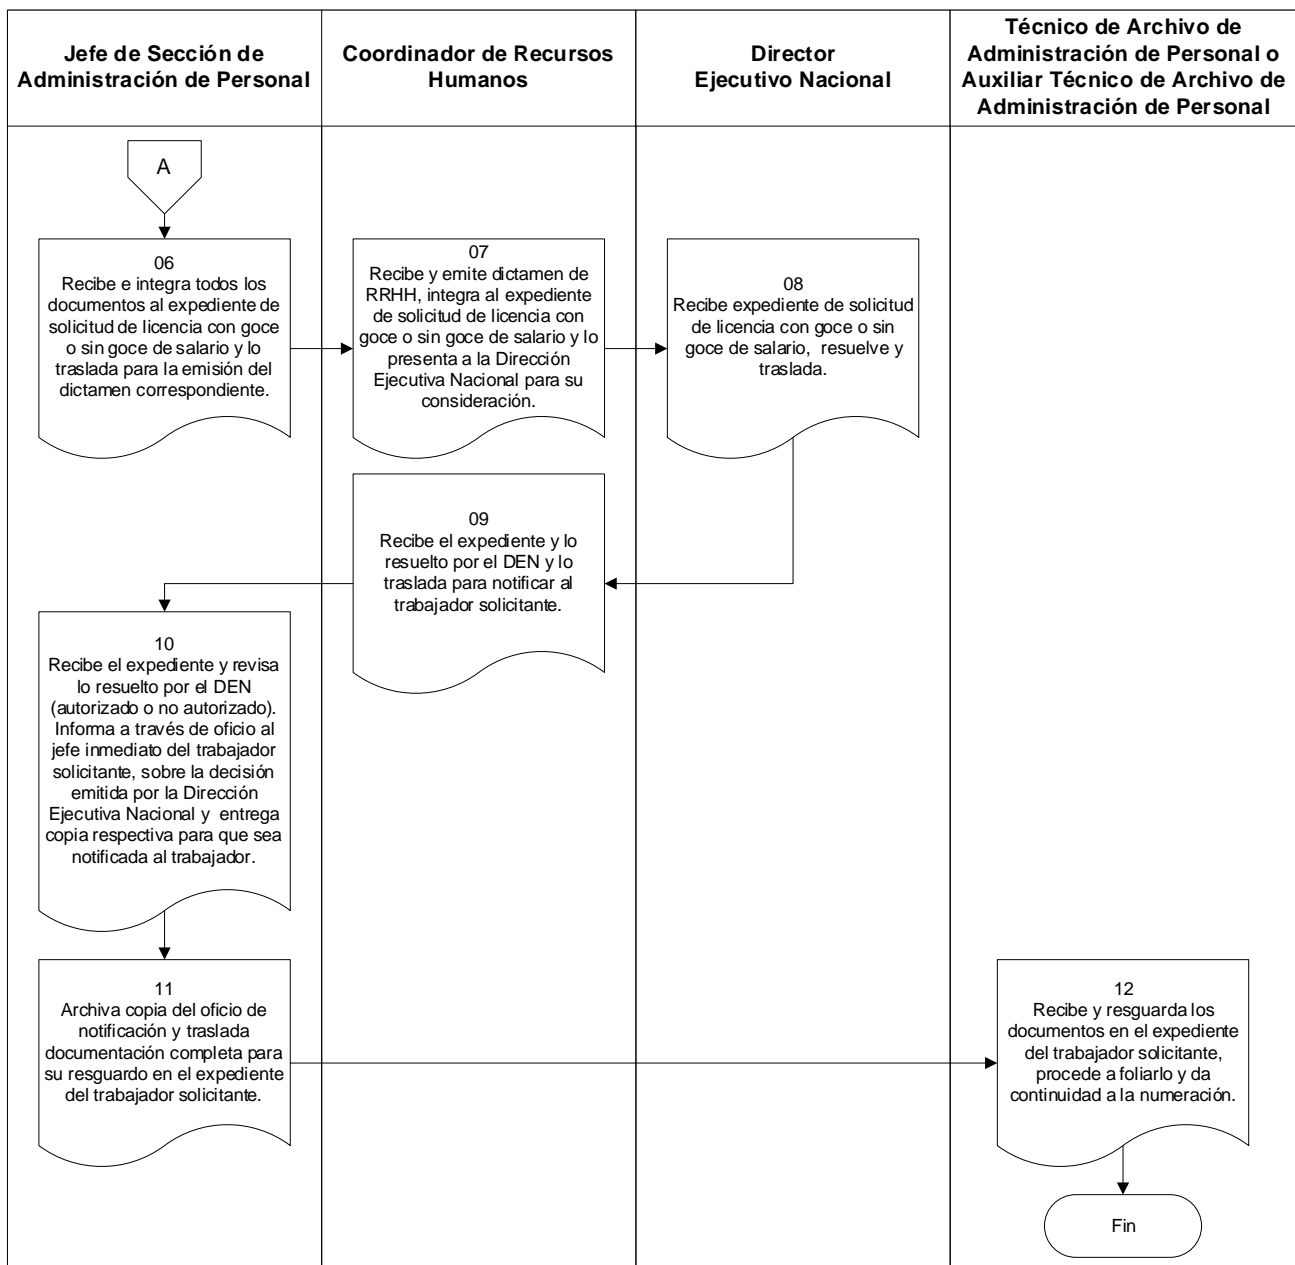 Jefe de Sección de
Administración de Personal
Coordinador de Recursos
Humanos
Director
Ejecutivo Nacional
Técnico de Archivo de
Administración de Personal o
Auxiliar Técnico de Archivo de
Administración de Personal
A
06
Recibe e integra todos los
documentos al expediente de
solicitud de licencia con goce
o sin goce de salario y lo
traslada para la emisión del
dictamen correspondiente.
07
Recibe y emite dictamen de
RRHH, integra al expediente
de solicitud de licencia con
goce o sin goce de salario y lo
presenta a la Dirección
Ejecutiva Nacional para su
consideración.
08
Recibe expediente de solicitud
de licencia con goce o sin
goce de salario, resuelve y
traslada.
09
Recibe el expediente y lo
resuelto por el DEN y lo
traslada para notificar al
trabajador solicitante.
10
Recibe el expediente y revisa
lo resuelto por el DEN
(autorizado o no autorizado).
Informa a través de oficio al
jefe inmediato del trabajador
solicitante, sobre la decisión
emitida por la Dirección
Ejecutiva Nacional y entrega
copia respectiva para que sea
notificada al trabajador.
11
Archiva copia del oficio de
notificación y traslada
documentación completa para
su resguardo en el expediente
del trabajador solicitante.
12
Recibe y resguarda los
documentos en el expediente
del trabajador solicitante,
procede a foliarlo y da
continuidad a la numeración.
Fin